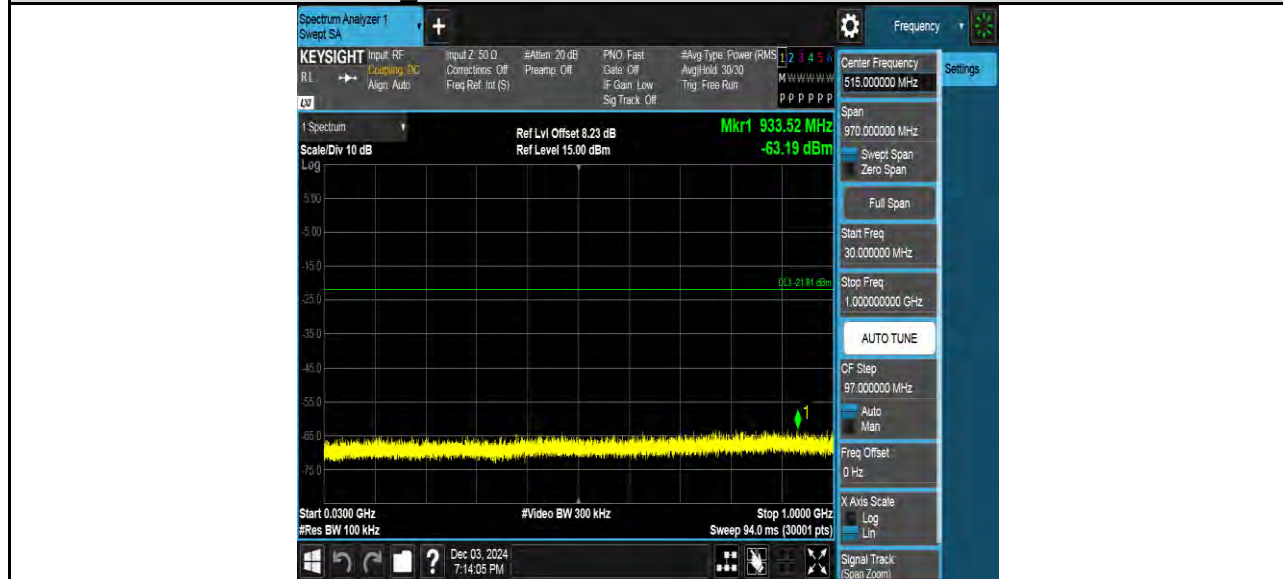 Spectrum Analyzer 1
Swept SA
+
Frequency
KEYSIGHT
Input: RF
Coupling: DC
Align: Auto
Input Z: 50 Ω
Corrections: Off
Freq Ref: Int (S)
#Atten: 20 dB
Preamp: Off
PNO: Fast
Gate: Off
IF Gain: Low
Sig Track: Off
#Avg Type: Power (RMS
Avg|Hold: 30/30
Trig: Free Run
1 2 3 4 5 6
M W W W W W
P P P P P P
RL
LXI
Center Frequency
515.000000 MHz
Settings
1 Spectrum
Scale/Div 10 dB
Log
Ref Lvl Offset 8.23 dB
Ref Level 15.00 dBm
Mkr1 933.52 MHz
-63.19 dBm
Span
970.000000 MHz
Swept Span
Zero Span
Full Span
Start Freq
30.000000 MHz
Stop Freq
1.000000000 GHz
AUTO TUNE
CF Step
97.000000 MHz
Auto
Man
Freq Offset
0 Hz
X Axis Scale
Log
Lin
Signal Track
(Span Zoom)
5.00
-5.00
-15.0
DL1 -21.81 dBm
-25.0
-35.0
-45.0
-55.0
1
-65.0
-75.0
Start 0.0300 GHz
#Video BW 300 kHz
Stop 1.0000 GHz
#Res BW 100 kHz
Sweep 94.0 ms (30001 pts)
?
Dec 03, 2024
7:14:05 PM